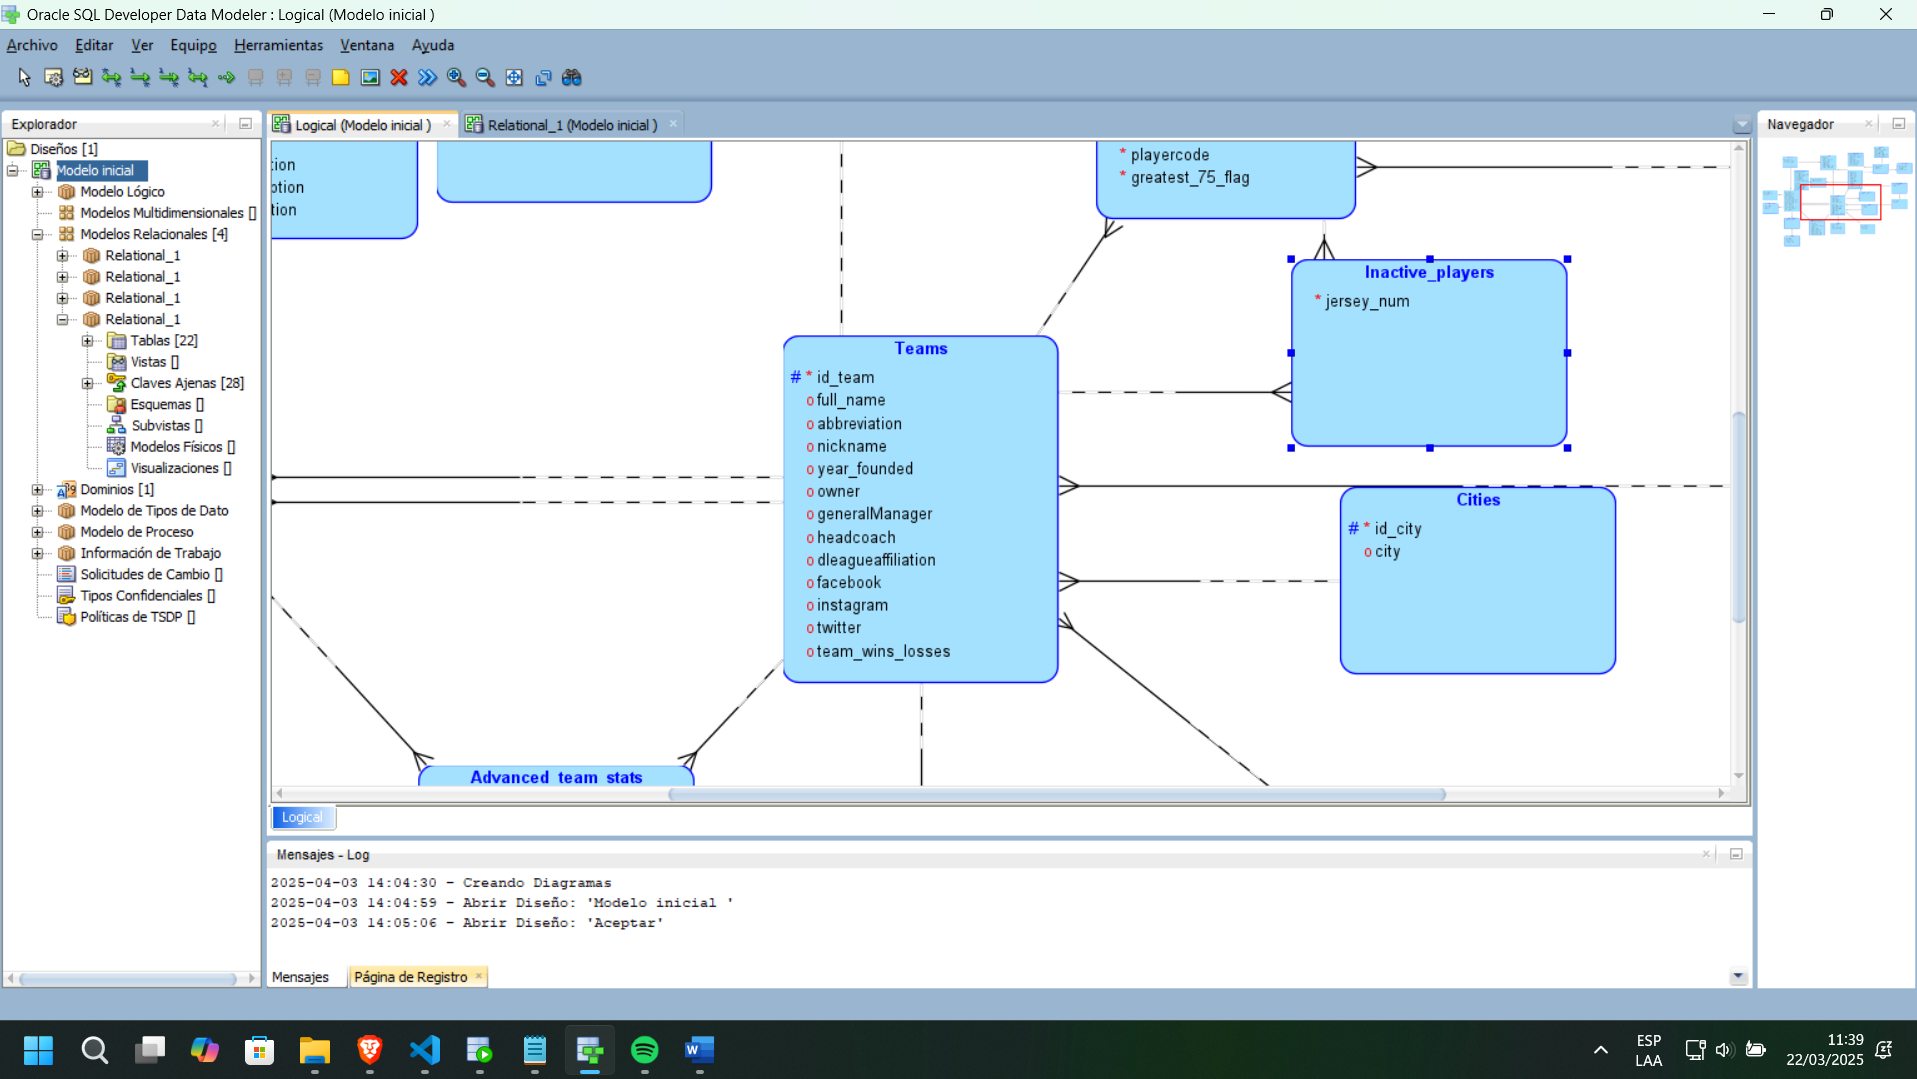 Oracle SQL Developer Data Modeler : Logical (Modelo inicial )
Archivo Editar Ver Equipo Herramientas Ventana Ayuda
Explorador
Diseños [1]
Modelo inicial
Modelo Lógico
Modelos Multidimensionales []
Modelos Relacionales [4]
Relational_1
Relational_1
Relational_1
Relational_1
Tablas [22]
Vistas []
Claves Ajenas [28]
Esquemas []
Subvistas []
Modelos Físicos []
Visualizaciones []
Dominios [1]
Modelo de Tipos de Dato
Modelo de Proceso
Información de Trabajo
Solicitudes de Cambio []
Tipos Confidenciales []
Políticas de TSDP []
Logical (Modelo inicial )
Relational_1 (Modelo inicial )
ption
tion
* playercode
* greatest_75_flag
Inactive_players
* jersey_num
Teams
# * id_team
o full_name
o abbreviation
o nickname
o year_founded
o owner
o generalManager
o headcoach
o dleagueaffiliation
o facebook
o instagram
o twitter
o team_wins_losses
Cities
# * id_city
o city
Advanced_team_stats
Logical
Mensajes - Log
2025-04-03 14:04:30 - Creando Diagramas
2025-04-03 14:04:59 - Abrir Diseño: 'Modelo inicial '
2025-04-03 14:05:06 - Abrir Diseño: 'Aceptar'
Mensajes
Página de Registro
Navegador
ESP
LAA
11:39
22/03/2025